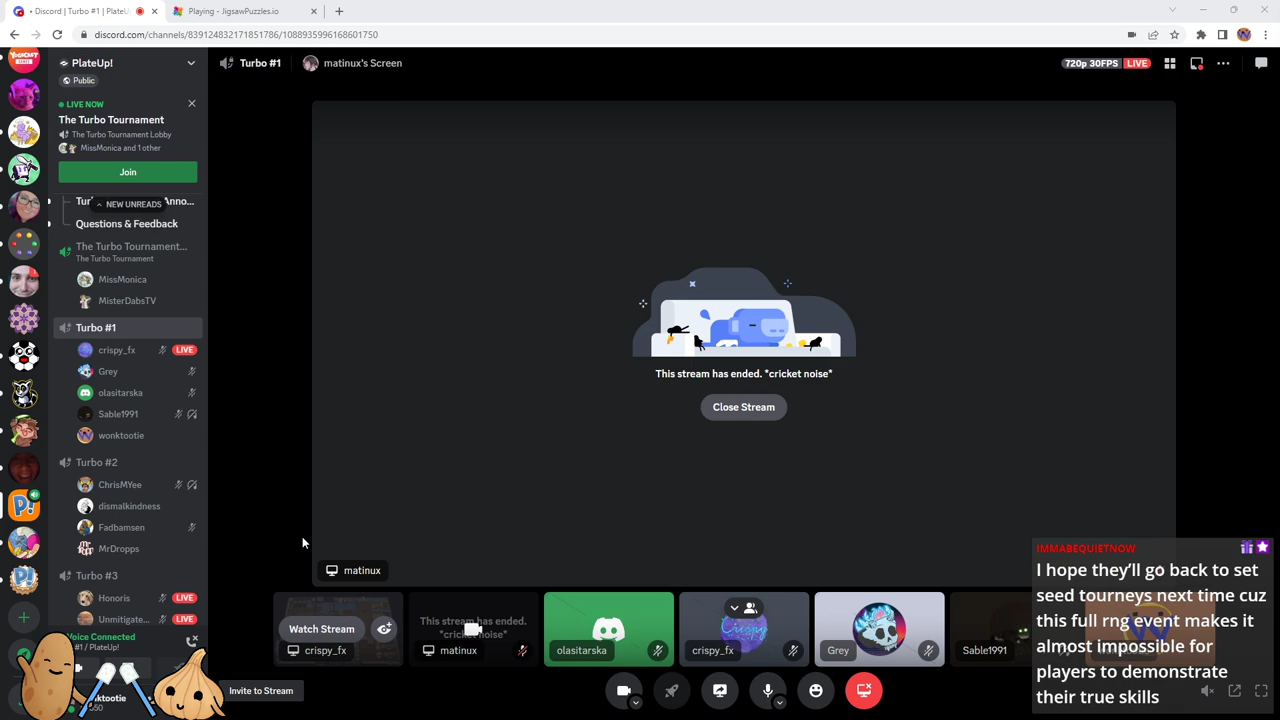 • Discord | Turbo #1 | PlateU
Playing - JigsawPuzzles.io
discord.com/channels/839124832171851786/1088935996168601750
PlateUp!
Public
LIVE NOW
The Turbo Tournament
The Turbo Tournament Lobby
MissMonica and 1 other
Join
NEW UNREADS
Questions & Feedback
The Turbo Tournament...
The Turbo Tournament
MissMonica
MisterDabsTV
Turbo #1
crispy_fx LIVE
Grey
olasitarska
Sable1991
wonktootie
Turbo #2
ChrisMYee
dismalkindness
Fadbamsen
MrDropps
Turbo #3
Honoris LIVE
Unmitigate... LIVE
Voice Connected
#1 / PlateUp!
nktootie
Turbo #1
matinux's Screen
720p 30FPS LIVE
This stream has ended. *cricket noise*
Close Stream
matinux
Watch Stream
crispy_fx
This stream has ended.
*cricket noise*
matinux
olasitarska
Creepy
crispy_fx
Grey
Sable1991
Invite to Stream
IMMABEQUIETNOW
I hope they'll go back to set
seed tourneys next time cuz
this full rng event makes it
almost impossible for
players to demonstrate
their true skills